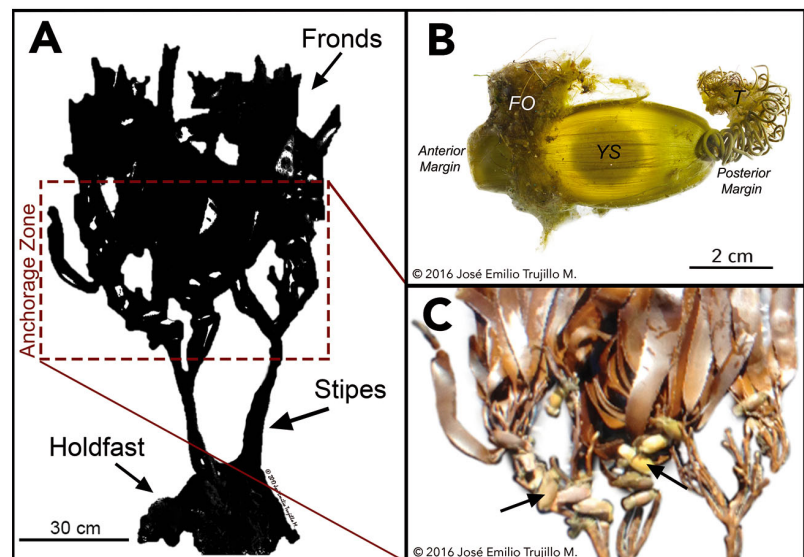 A
Fronds
Anchorage Zone
Stipes
Holdfast
30 cm
B
FO
T
YS
Anterior
Margin
Posterior
Margin
2 cm
© 2016 José Emilio Trujillo M.
C
© 2016 José Emilio Trujillo M.